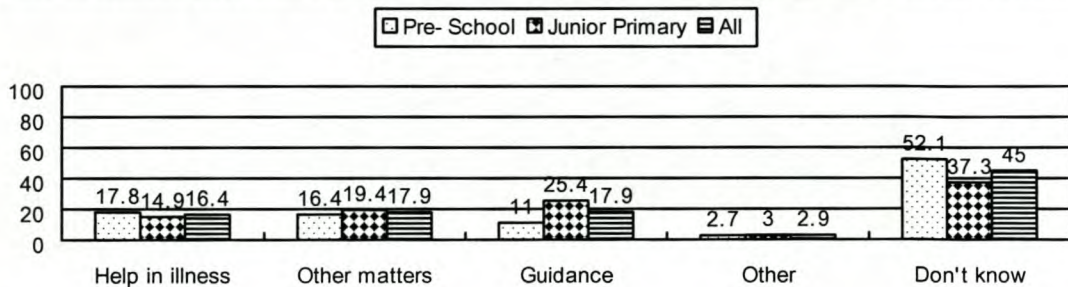 Pre- School Junior Primary All
100
80
60
40
20
0
17.8 14.9 16.4
16.4 19.4 17.9
11 25.4 17.9
2.7 3 2.9
52.1 37.3 45
Help in illness Other matters Guidance Other Don't know